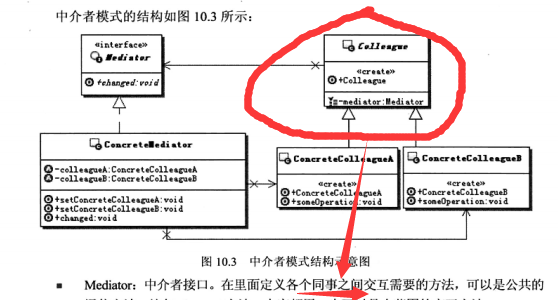 中介者模式的结构如图 10.3 所示：
«interface»
Mediator
+changed:void
Colleague
«create»
+Colleague
-mediator:Mediator
ConcreteMediator
-colleagueA:ConcreteColleagueA
-colleagueB:ConcreteColleagueB
+setConcreteColleagueA:void
+setConcreteColleagueB:void
+changed:void
ConcreteColleagueA
«create»
+ConcreteColleagueA
+someOperation:void
ConcreteColleagueB
«create»
+ConcreteColleagueB
+someOperation:void
图 10.3 中介者模式结构示意图
■ Mediator：中介者接口。在里面定义各个同事之间交互需要的方法，可以是公共的